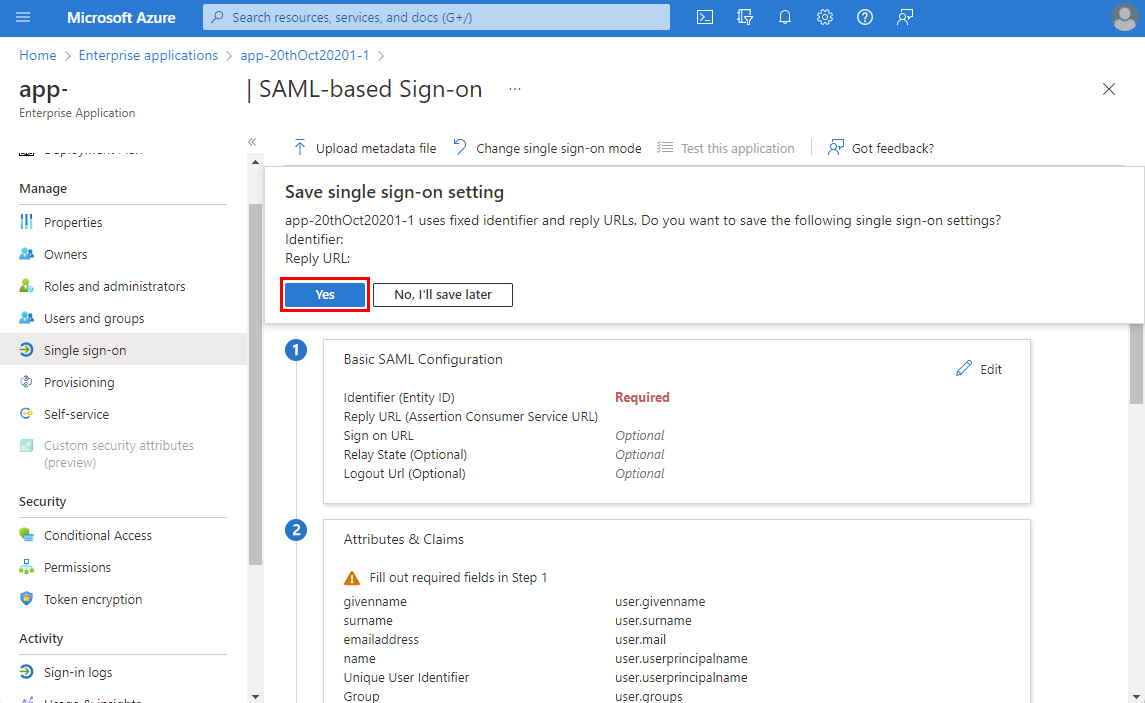 Microsoft Azure
Search resources, services, and docs (G+/)
Home > Enterprise applications > app-20thOct20201-1 >
app-
| SAML-based Sign-on ...
Enterprise Application
Upload metadata file
Change single sign-on mode
Test this application
Got feedback?
Deployment Plan
Manage
Properties
Owners
Roles and administrators
Users and groups
Single sign-on
Provisioning
Self-service
Custom security attributes
(preview)
Security
Conditional Access
Permissions
Token encryption
Activity
Sign-in logs
Usage & insights
Save single sign-on setting
app-20thOct20201-1 uses fixed identifier and reply URLs. Do you want to save the following single sign-on settings?
Identifier:
Reply URL:
Yes
No, I'll save later
1
Basic SAML Configuration
Edit
Identifier (Entity ID) Required
Reply URL (Assertion Consumer Service URL)
Sign on URL Optional
Relay State (Optional) Optional
Logout Url (Optional) Optional
2
Attributes & Claims
Fill out required fields in Step 1
givenname user.givenname
surname user.surname
emailaddress user.mail
name user.userprincipalname
Unique User Identifier user.userprincipalname
Group user.groups